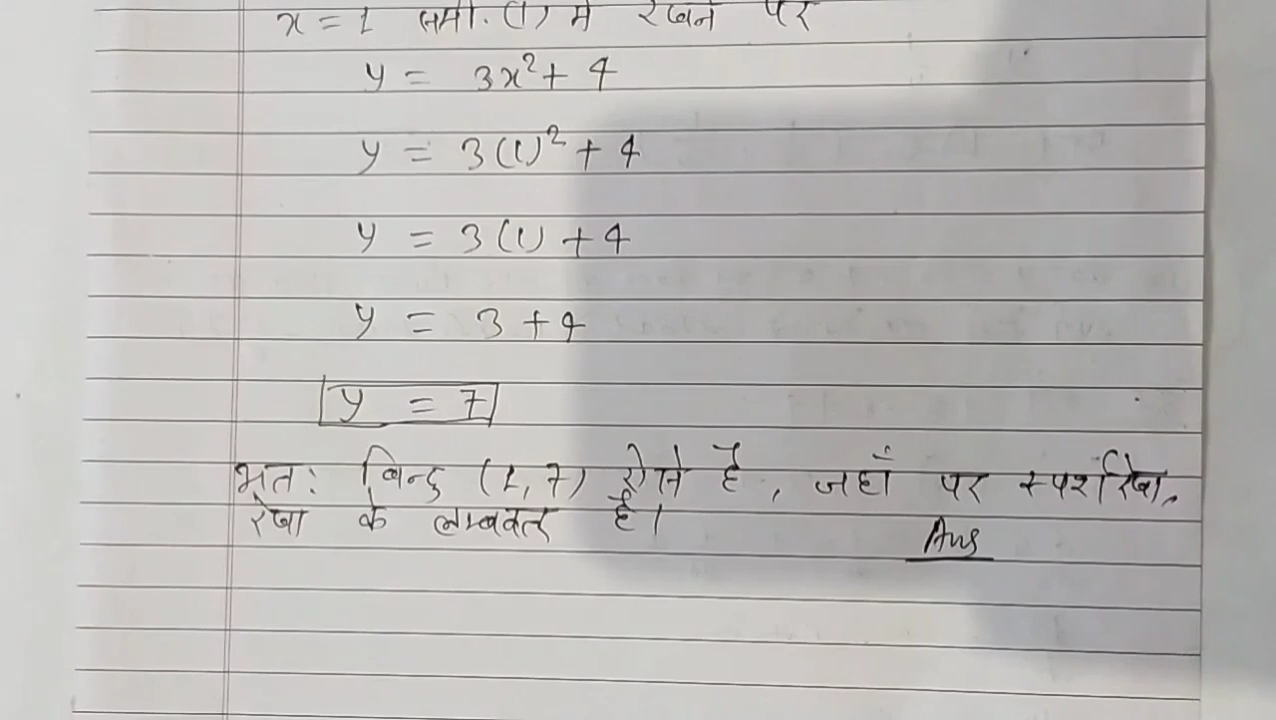 x = 1 समी. (1) में रखने पर
y = 3x² + 4
y = 3(1)² + 4
y = 3(1) + 4
y = 3 + 4
y = 7
अत: बिन्दु (1, 7) ऐसे है, जहाँ पर स्पर्शरेखा,
रेखा के लम्बवत है।
Ans